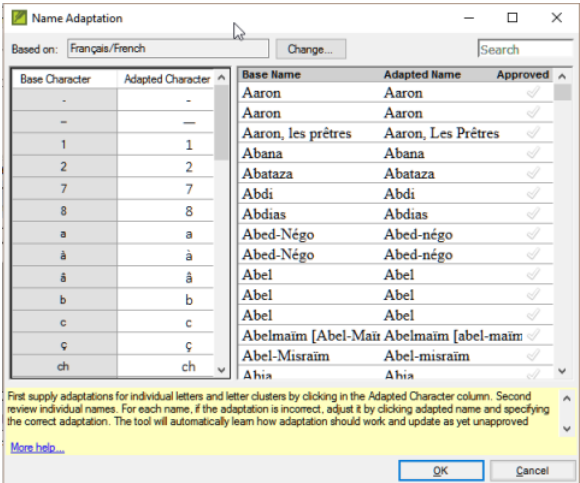 Name Adaptation
Based on: Français/French Change... Search
Base Character Adapted Character
- -
– —
1 1
2 2
7 7
8 8
a a
à à
â â
b b
c c
ç ç
ch ch
Base Name Adapted Name Approved
Aaron Aaron
Aaron Aaron
Aaron, les prêtres Aaron, Les Prêtres
Abana Abana
Abataza Abataza
Abdi Abdi
Abdias Abdias
Abed-Négo Abed-négo
Abed-Négo Abed-négo
Abel Abel
Abel Abel
Abel Abel
Abelmaïm [Abel-Maïr Abelmaïm [abel-maïm
Abel-Misraïm Abel-misraïm
Abia Abia
First supply adaptations for individual letters and letter clusters by clicking in the Adapted Character column. Second
review individual names. For each name, if the adaptation is incorrect, adjust it by clicking adapted name and specifying
the correct adaptation. The tool will automatically learn how adaptation should work and update as yet unapproved
More help...
OK Cancel